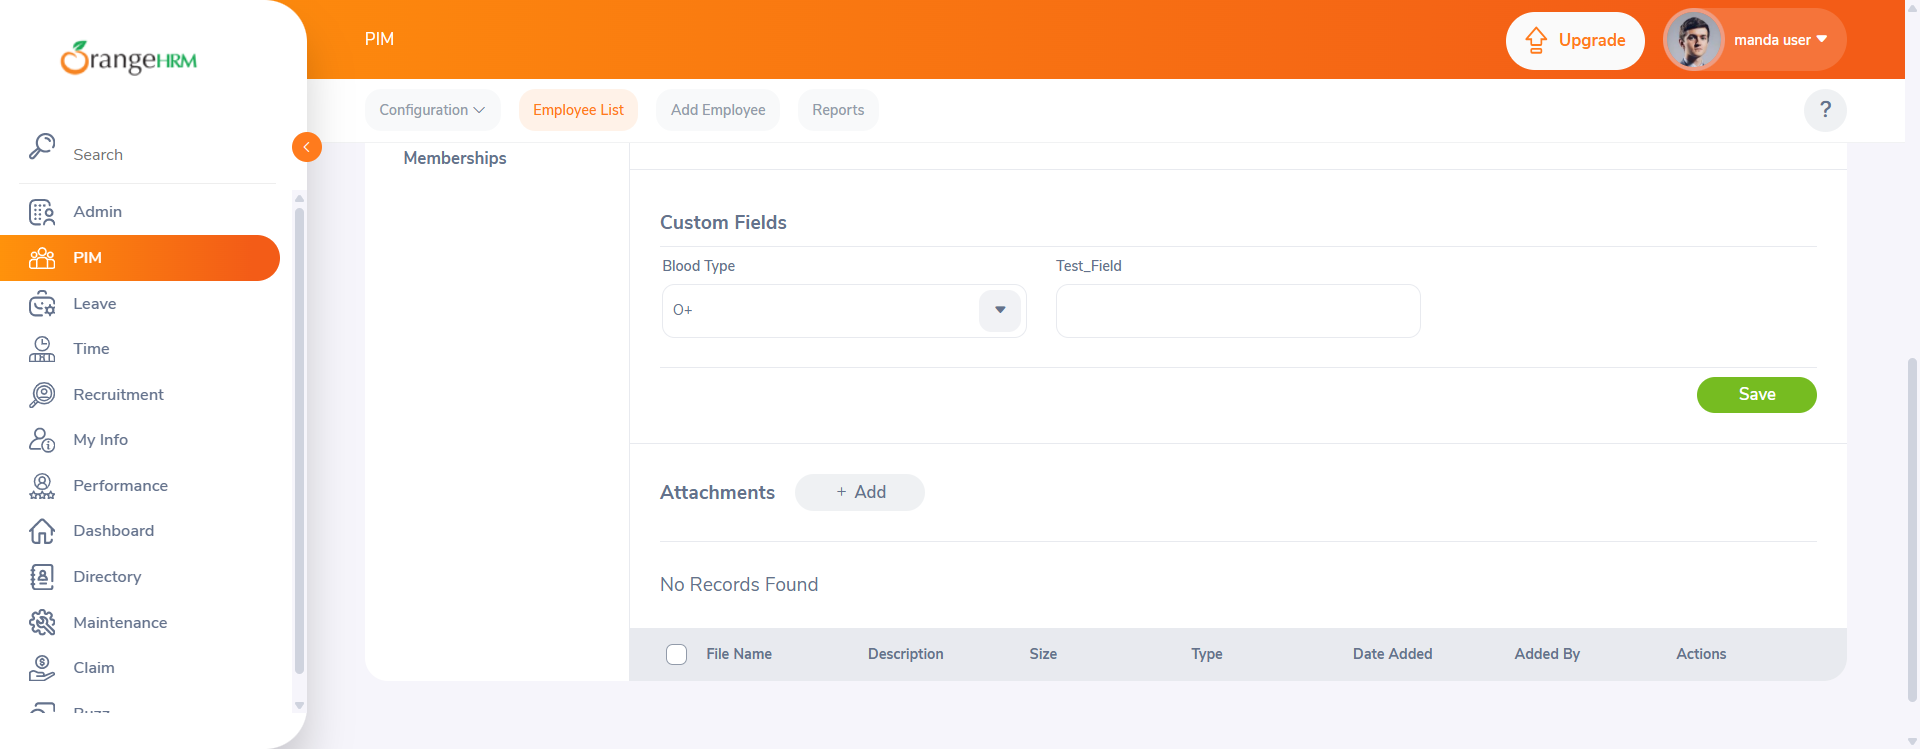 OrangeHRM
PIM
Upgrade
manda user
Configuration
Employee List
Add Employee
Reports
?
Search
Admin
PIM
Leave
Time
Recruitment
My Info
Performance
Dashboard
Directory
Maintenance
Claim
Buzz
Memberships
Custom Fields
Blood Type
Test_Field
O+
Save
Attachments
+ Add
No Records Found
File Name Description Size Type Date Added Added By Actions